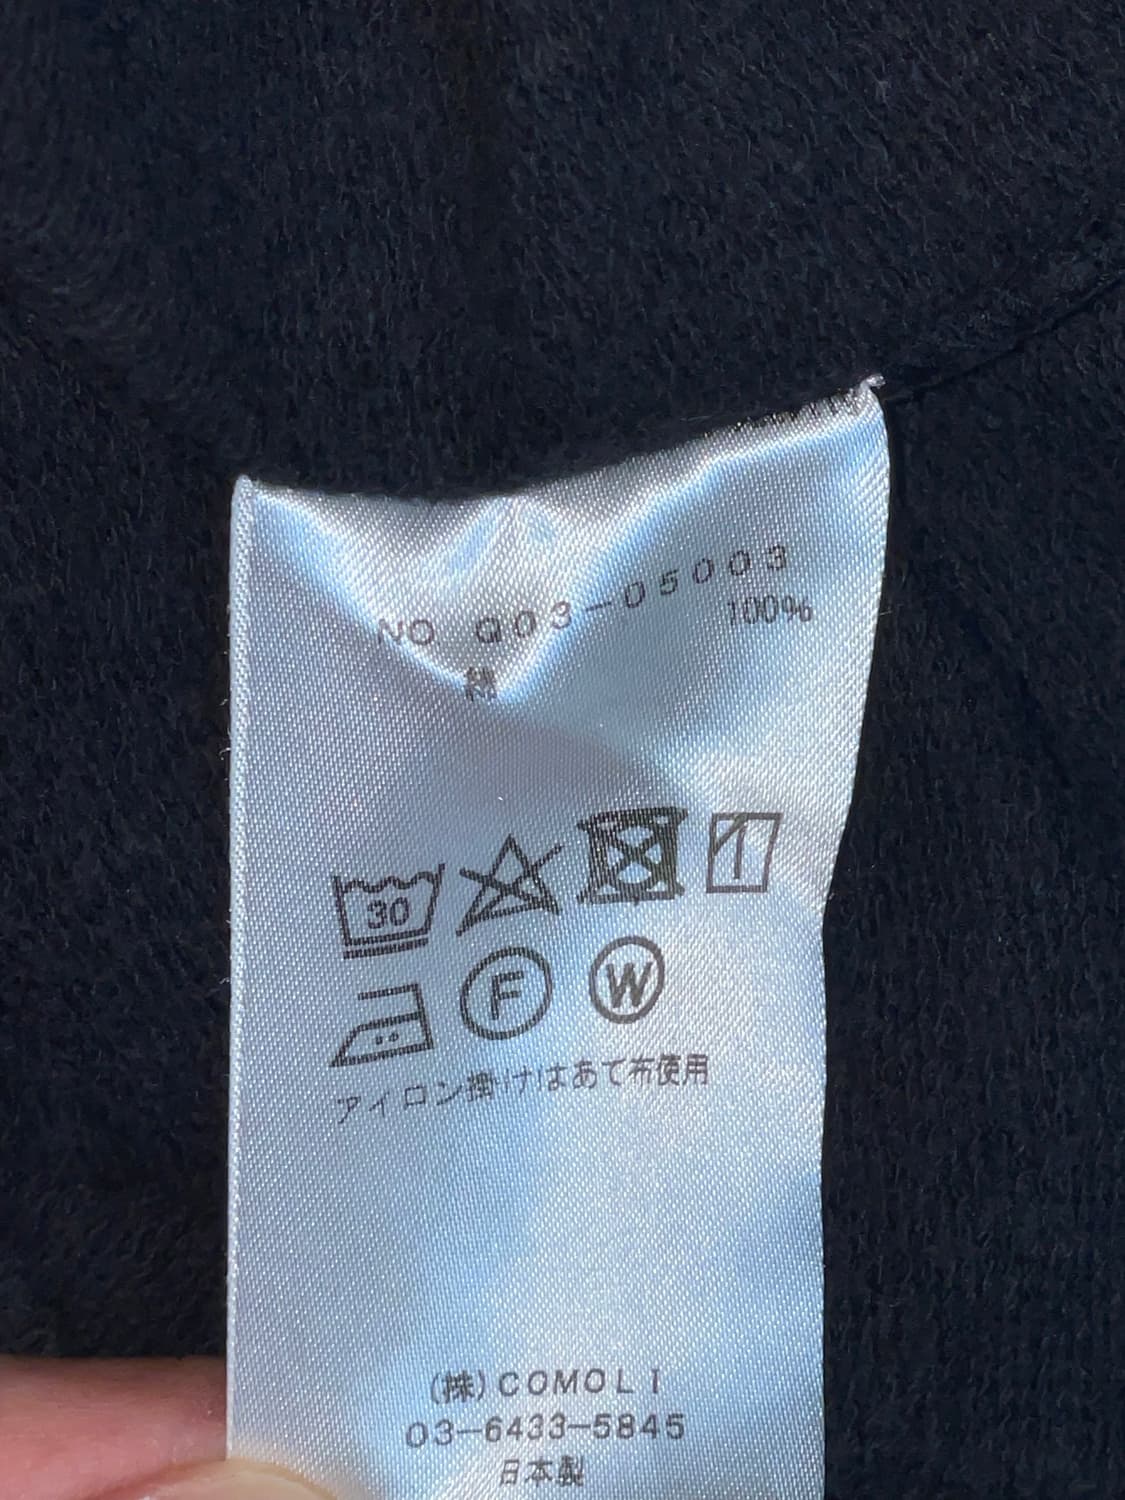 NO Q03-05003
綿 100%
30
F W
アイロン掛けはあて布使用
(株)COMOLI
03-6433-5845
日本製